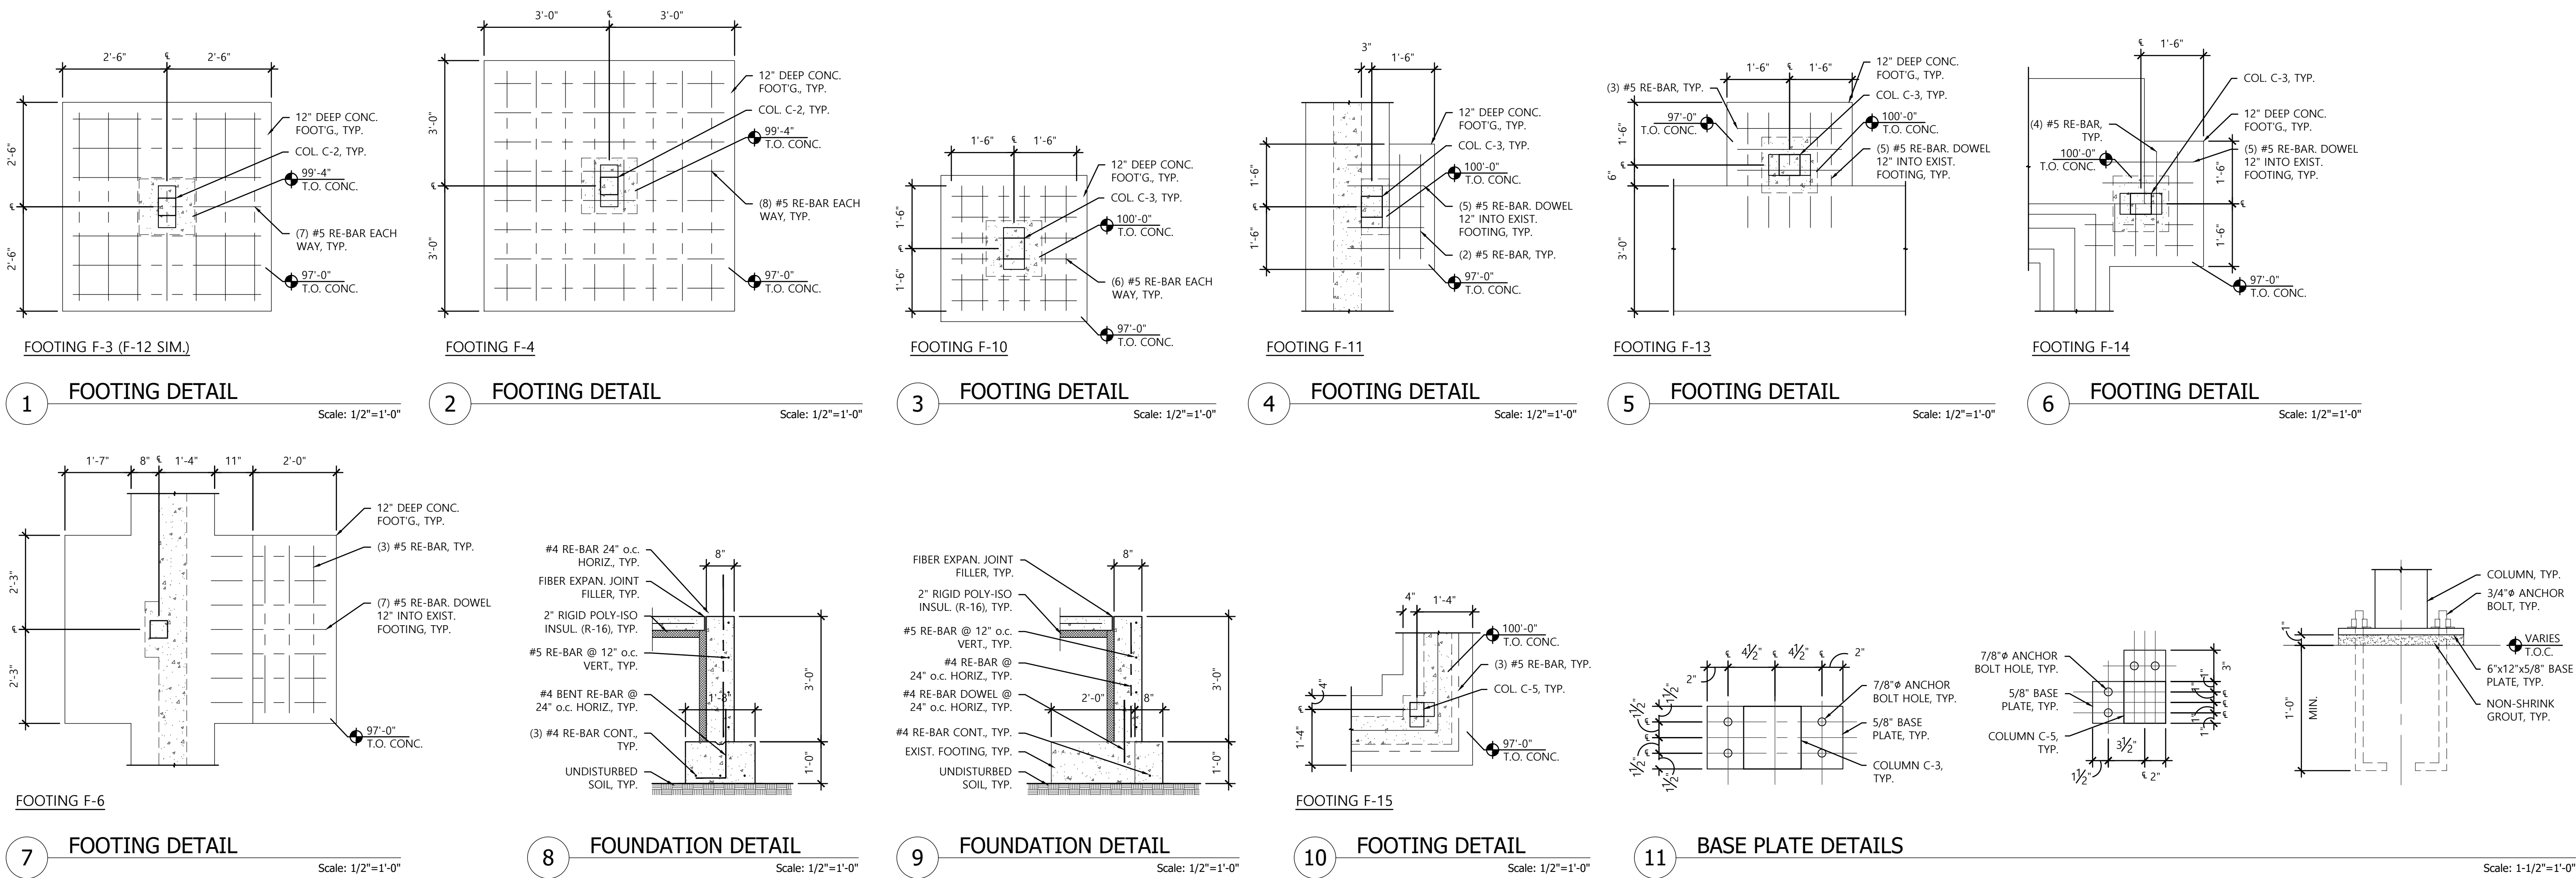 2'-6"
℄
2'-6"
2'-6"
℄
2'-6"
12" DEEP CONC.
FOOT'G., TYP.
COL. C-2, TYP.
99'-4"
T.O. CONC.
(7) #5 RE-BAR EACH
WAY, TYP.
97'-0"
T.O. CONC.
FOOTING F-3 (F-12 SIM.)
1
FOOTING DETAIL
Scale: 1/2"=1'-0"
3'-0"
℄
3'-0"
3'-0"
℄
3'-0"
12" DEEP CONC.
FOOT'G., TYP.
COL. C-2, TYP.
99'-4"
T.O. CONC.
(8) #5 RE-BAR EACH
WAY, TYP.
97'-0"
T.O. CONC.
FOOTING F-4
2
FOOTING DETAIL
Scale: 1/2"=1'-0"
1'-6"
℄
1'-6"
1'-6"
℄
1'-6"
12" DEEP CONC.
FOOT'G., TYP.
COL. C-3, TYP.
100'-0"
T.O. CONC.
(6) #5 RE-BAR EACH
WAY, TYP.
97'-0"
T.O. CONC.
FOOTING F-10
3
FOOTING DETAIL
Scale: 1/2"=1'-0"
3"
1'-6"
1'-6"
℄
1'-6"
12" DEEP CONC.
FOOT'G., TYP.
COL. C-3, TYP.
100'-0"
T.O. CONC.
(5) #5 RE-BAR. DOWEL
12" INTO EXIST.
FOOTING, TYP.
(2) #5 RE-BAR, TYP.
97'-0"
T.O. CONC.
FOOTING F-11
4
FOOTING DETAIL
Scale: 1/2"=1'-0"
1'-6"
℄
1'-6"
(3) #5 RE-BAR, TYP.
97'-0"
T.O. CONC.
1'-6"
℄
6"
3'-0"
12" DEEP CONC.
FOOT'G., TYP.
COL. C-3, TYP.
100'-0"
T.O. CONC.
(5) #5 RE-BAR. DOWEL
12" INTO EXIST.
FOOTING, TYP.
FOOTING F-13
5
FOOTING DETAIL
Scale: 1/2"=1'-0"
℄
1'-6"
(4) #5 RE-BAR,
TYP.
100'-0"
T.O. CONC.
COL. C-3, TYP.
12" DEEP CONC.
FOOT'G., TYP.
(5) #5 RE-BAR. DOWEL
12" INTO EXIST.
FOOTING, TYP.
1'-6"
℄
1'-6"
97'-0"
T.O. CONC.
FOOTING F-14
6
FOOTING DETAIL
Scale: 1/2"=1'-0"
1'-7"
8"
℄
1'-4"
11"
2'-0"
2'-3"
℄
2'-3"
12" DEEP CONC.
FOOT'G., TYP.
(3) #5 RE-BAR, TYP.
(7) #5 RE-BAR. DOWEL
12" INTO EXIST.
FOOTING, TYP.
97'-0"
T.O. CONC.
FOOTING F-6
7
FOOTING DETAIL
Scale: 1/2"=1'-0"
#4 RE-BAR 24" o.c.
HORIZ., TYP.
FIBER EXPAN. JOINT
FILLER, TYP.
2" RIGID POLY-ISO
INSUL. (R-16), TYP.
#5 RE-BAR @ 12" o.c.
VERT., TYP.
#4 BENT RE-BAR @
24" o.c. HORIZ., TYP.
(3) #4 RE-BAR CONT.,
TYP.
UNDISTURBED
SOIL, TYP.
8"
1'-8"
3'-0"
1'-0"
8
FOUNDATION DETAIL
Scale: 1/2"=1'-0"
FIBER EXPAN. JOINT
FILLER, TYP.
2" RIGID POLY-ISO
INSUL. (R-16), TYP.
#5 RE-BAR @ 12" o.c.
VERT., TYP.
#4 RE-BAR @
24" o.c. HORIZ., TYP.
#4 RE-BAR DOWEL @
24" o.c. HORIZ., TYP.
#4 RE-BAR CONT., TYP.
EXIST. FOOTING, TYP.
UNDISTURBED
SOIL, TYP.
8"
2'-0"
8"
3'-0"
1'-0"
9
FOUNDATION DETAIL
Scale: 1/2"=1'-0"
4"
1'-4"
4"
1'-4"
100'-0"
T.O. CONC.
(3) #5 RE-BAR, TYP.
COL. C-5, TYP.
97'-0"
T.O. CONC.
FOOTING F-15
10
FOOTING DETAIL
Scale: 1/2"=1'-0"
℄
4½"
4½"
℄
2"
2"
1½"
1½"
℄
℄
1½"
1½"
7/8"ø ANCHOR
BOLT HOLE, TYP.
5/8" BASE
PLATE, TYP.
COLUMN C-3,
TYP.
7/8"ø ANCHOR
BOLT HOLE, TYP.
5/8" BASE
PLATE, TYP.
COLUMN C-5,
TYP.
3"
1"
1"
℄
℄
℄
1"
1"
3½"
1½"
℄
2"
1"
1'-0"
MIN.
COLUMN, TYP.
3/4"ø ANCHOR
BOLT, TYP.
VARIES
T.O.C.
6"x12"x5/8" BASE
PLATE, TYP.
NON-SHRINK
GROUT, TYP.
11
BASE PLATE DETAILS
Scale: 1-1/2"=1'-0"